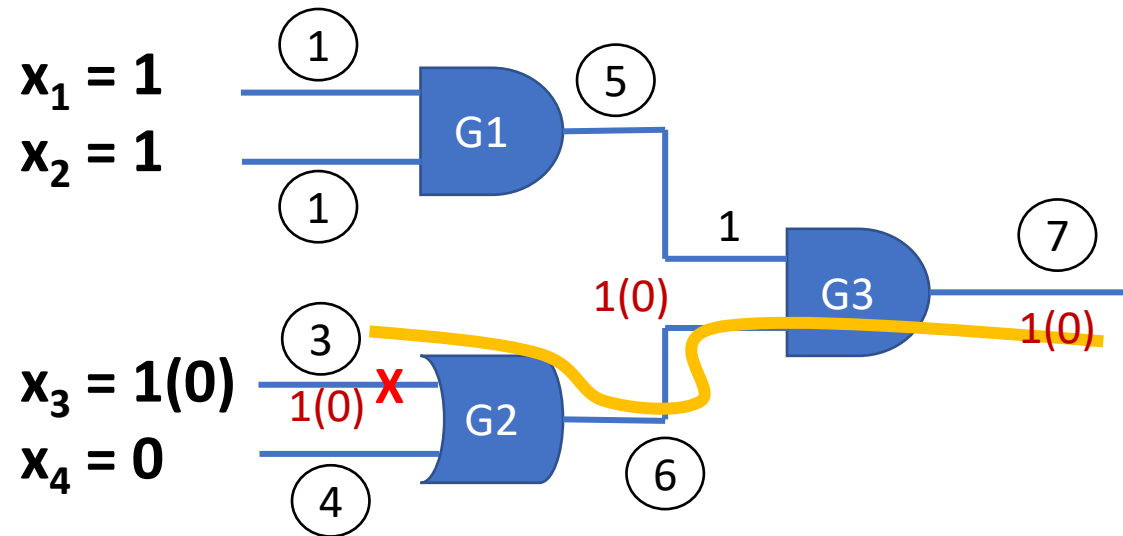 1
x₁ = 1
5
G1
x₂ = 1
1
1
7
1(0)
G3
3
1(0)
x₃ = 1(0)
1(0)
X
G2
x₄ = 0
6
4